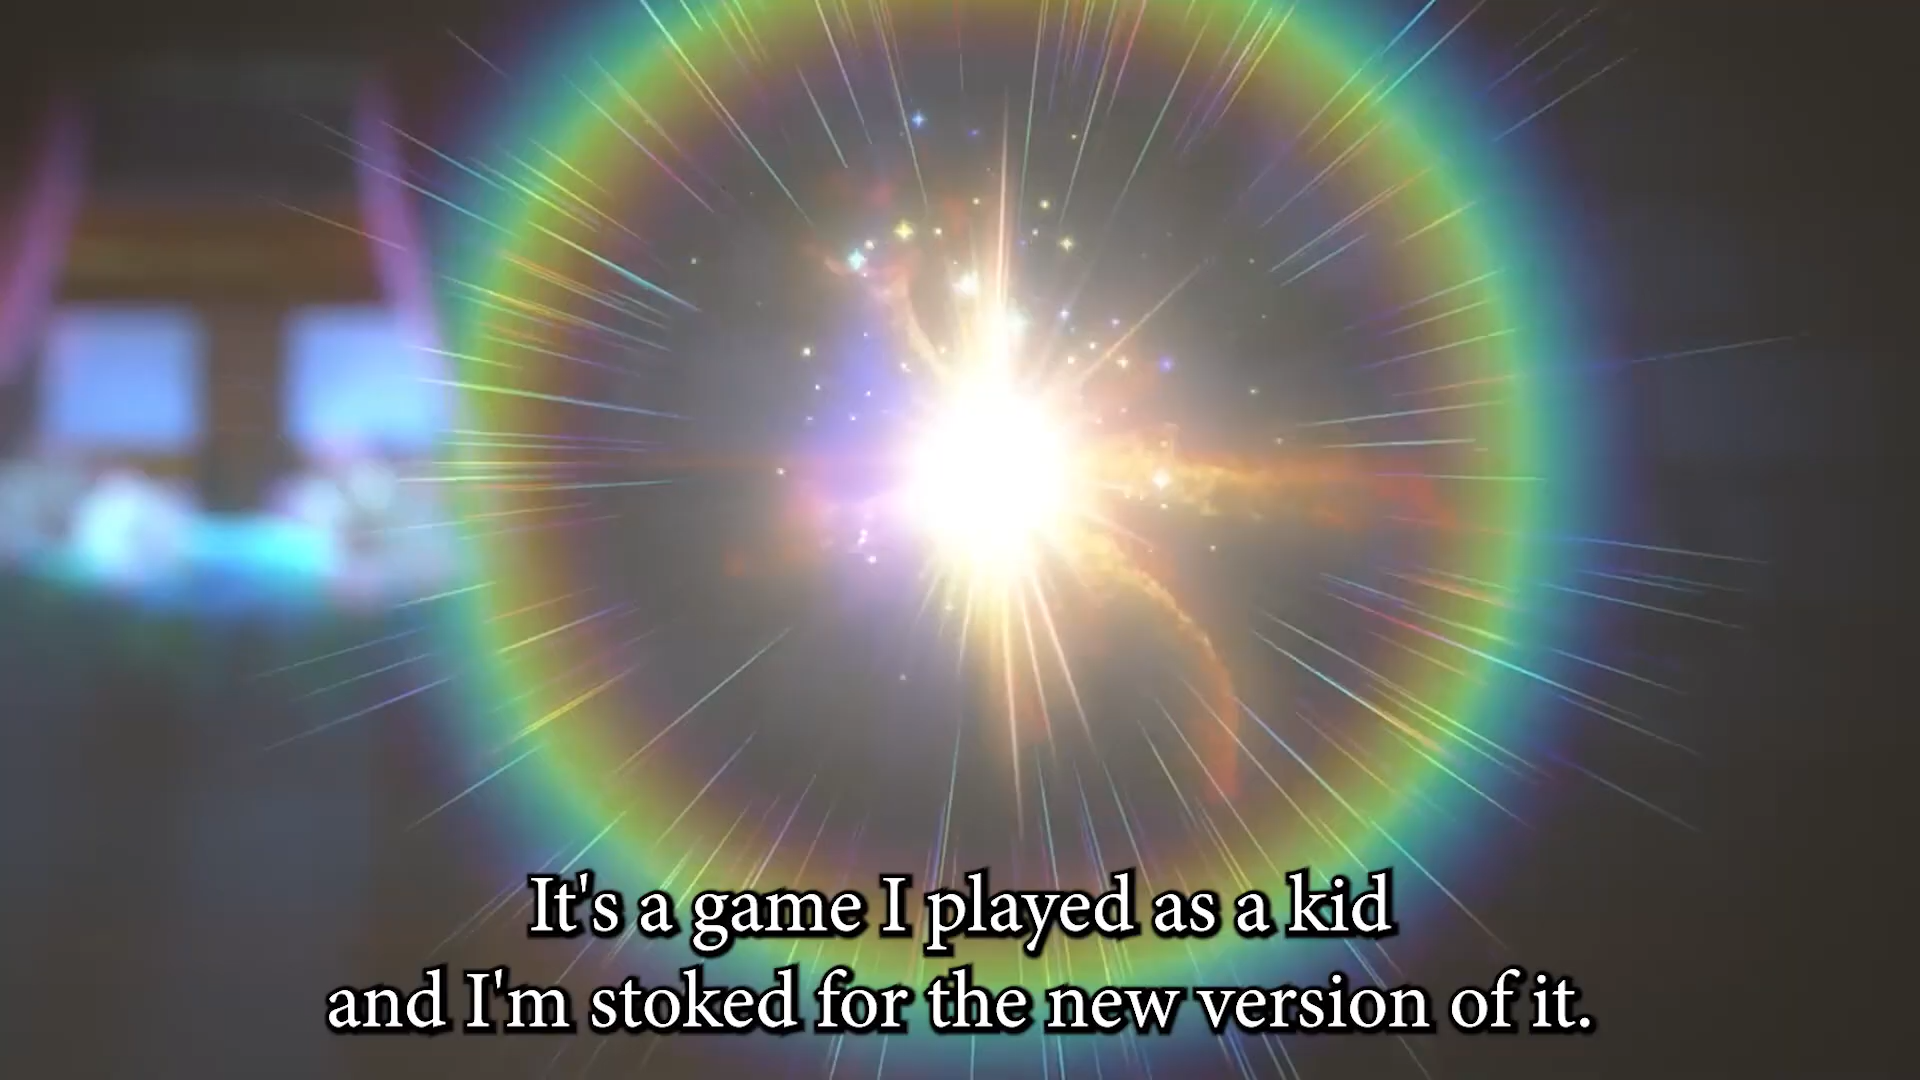 It's a game I played as a kid
and I'm stoked for the new version of it.